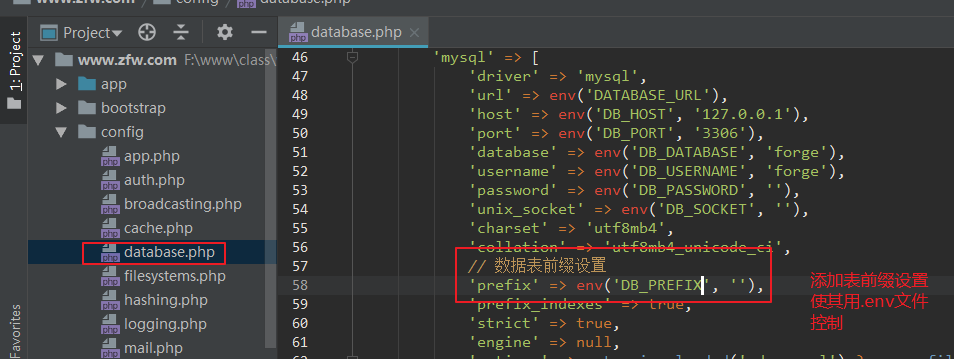 www.zfw.com
config
database.php
1: Project
Favorites
Project
www.zfw.com F:\www\class\
app
bootstrap
config
app.php
auth.php
broadcasting.php
cache.php
database.php
filesystems.php
hashing.php
logging.php
mail.php
database.php
46 'mysql' => [
47 'driver' => 'mysql',
48 'url' => env('DATABASE_URL'),
49 'host' => env('DB_HOST', '127.0.0.1'),
50 'port' => env('DB_PORT', '3306'),
51 'database' => env('DB_DATABASE', 'forge'),
52 'username' => env('DB_USERNAME', 'forge'),
53 'password' => env('DB_PASSWORD', ''),
54 'unix_socket' => env('DB_SOCKET', ''),
55 'charset' => 'utf8mb4',
56 'collation' => 'utf8mb4_unicode_ci',
57 // 数据表前缀设置
58 'prefix' => env('DB_PREFIX', ''),
59 'prefix_indexes' => true,
60 'strict' => true,
61 'engine' => null,
添加表前缀设置
使其用.env文件
控制